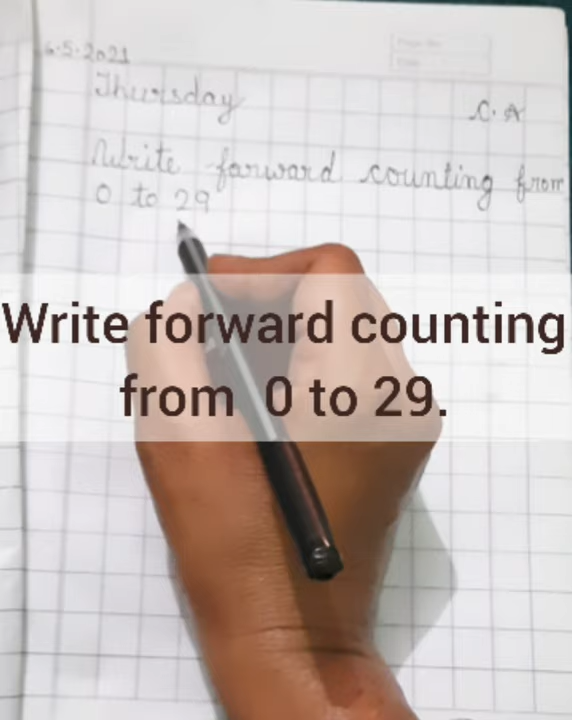 6.5.2021
Thursday
C.A
Write forward counting from
0 to 29
Write forward counting
from 0 to 29.